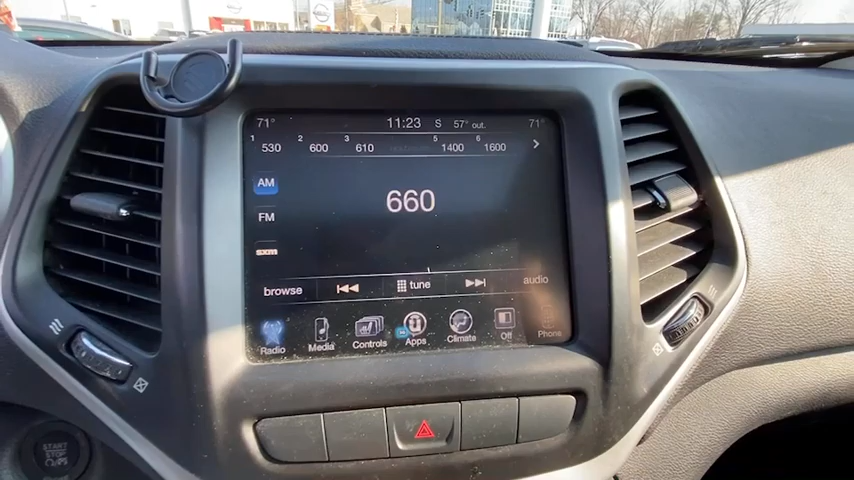 71° 11:23 S 57° out. 71°
1 530 2 600 3 610 5 1400 6 1600
AM
660
FM
browse tune audio
Radio Media Controls Apps Climate Off Phone
START
STOP